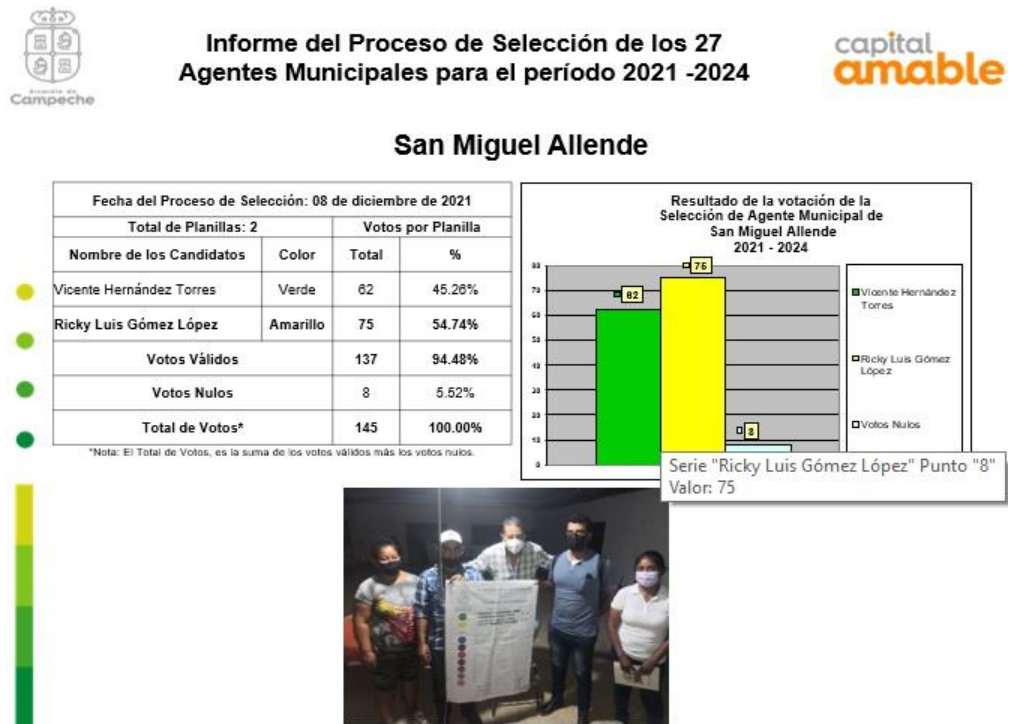 Informe del Proceso de Selección de los 27
Agentes Municipales para el período 2021 -2024
Alcaldía de
Campeche
capital
amable
San Miguel Allende
Fecha del Proceso de Selección: 08 de diciembre de 2021
Total de Planillas: 2 Votos por Planilla
Nombre de los Candidatos Color Total %
Vicente Hernández Torres Verde 62 45.26%
Ricky Luis Gómez López Amarillo 75 54.74%
Votos Válidos 137 94.48%
Votos Nulos 8 5.52%
Total de Votos* 145 100.00%
*Nota: El Total de Votos, es la suma de los votos válidos más los votos nulos.
Resultado de la votación de la
Selección de Agente Municipal de
San Miguel Allende
2021 - 2024
80
70
60
50
40
30
20
10
0
62
75
8
Vicente Hernández
Torres
Ricky Luis Gómez
López
Votos Nulos
Serie "Ricky Luis Gómez López" Punto "8"
Valor: 75